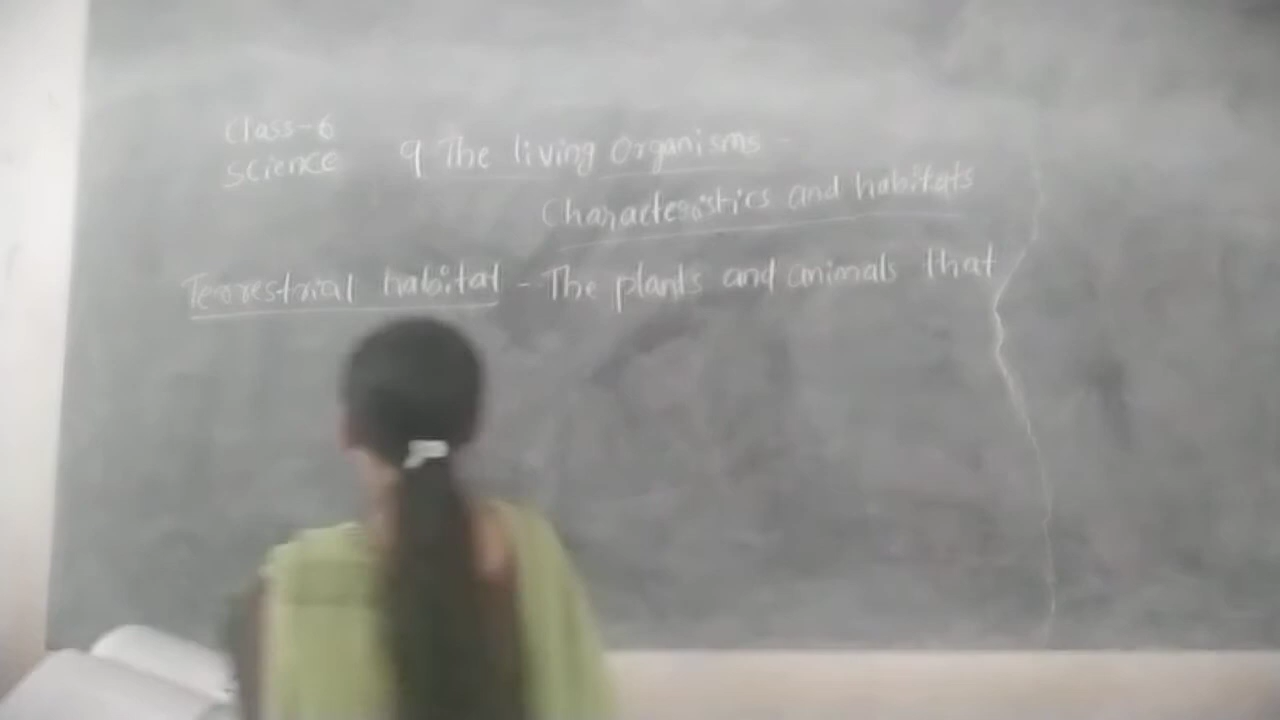 Class-6
Science
9 The living Organisms -
Characteristics and habitats
Terrestrial habitat - The plants and animals that